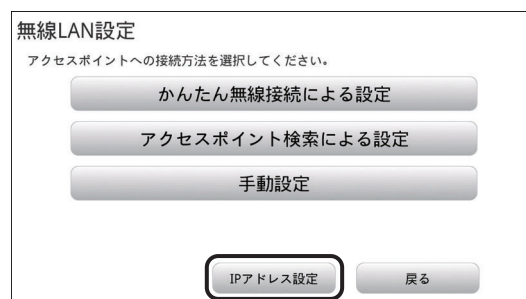 無線LAN設定
アクセスポイントへの接続方法を選択してください。
かんたん無線接続による設定
アクセスポイント検索による設定
手動設定
IPアドレス設定 戻る